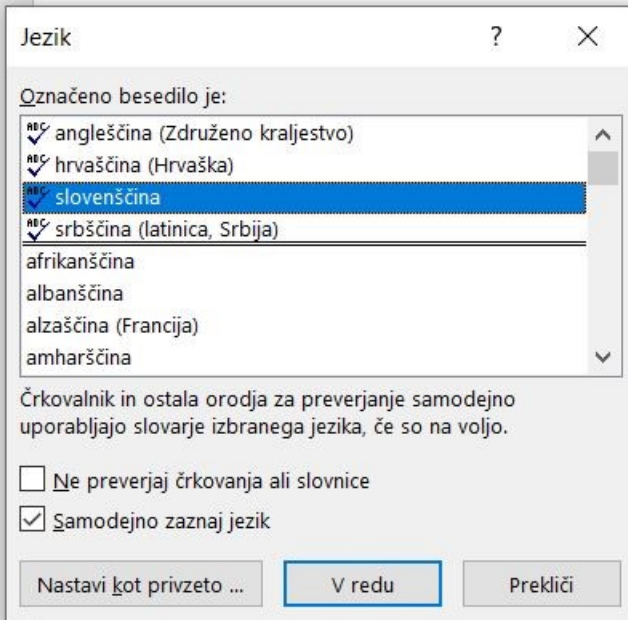 Jezik
Označeno besedilo je:
angleščina (Združeno kraljestvo)
hrvaščina (Hrvaška)
slovenščina
srbščina (latinica, Srbija)
afrikanščina
albanščina
alzaščina (Francija)
amharščina
Črkovalnik in ostala orodja za preverjanje samodejno
uporabljajo slovarje izbranega jezika, če so na voljo.
Ne preverjaj črkovanja ali slovnice
Samodejno zaznaj jezik
Nastavi kot privzeto ... V redu Prekliči